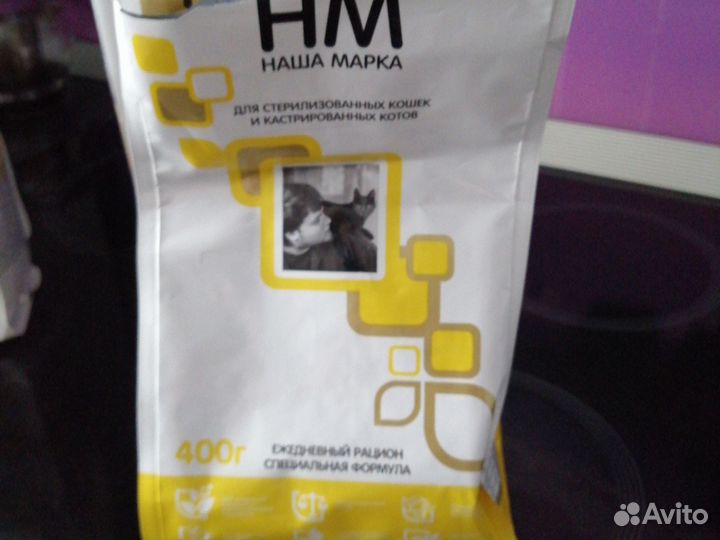 НМ
НАША МАРКА
ДЛЯ СТЕРИЛИЗОВАННЫХ КОШЕК
И КАСТРИРОВАННЫХ КОТОВ
400г
ЕЖЕДНЕВНЫЙ РАЦИОН
СПЕЦИАЛЬНАЯ ФОРМУЛА
Avito